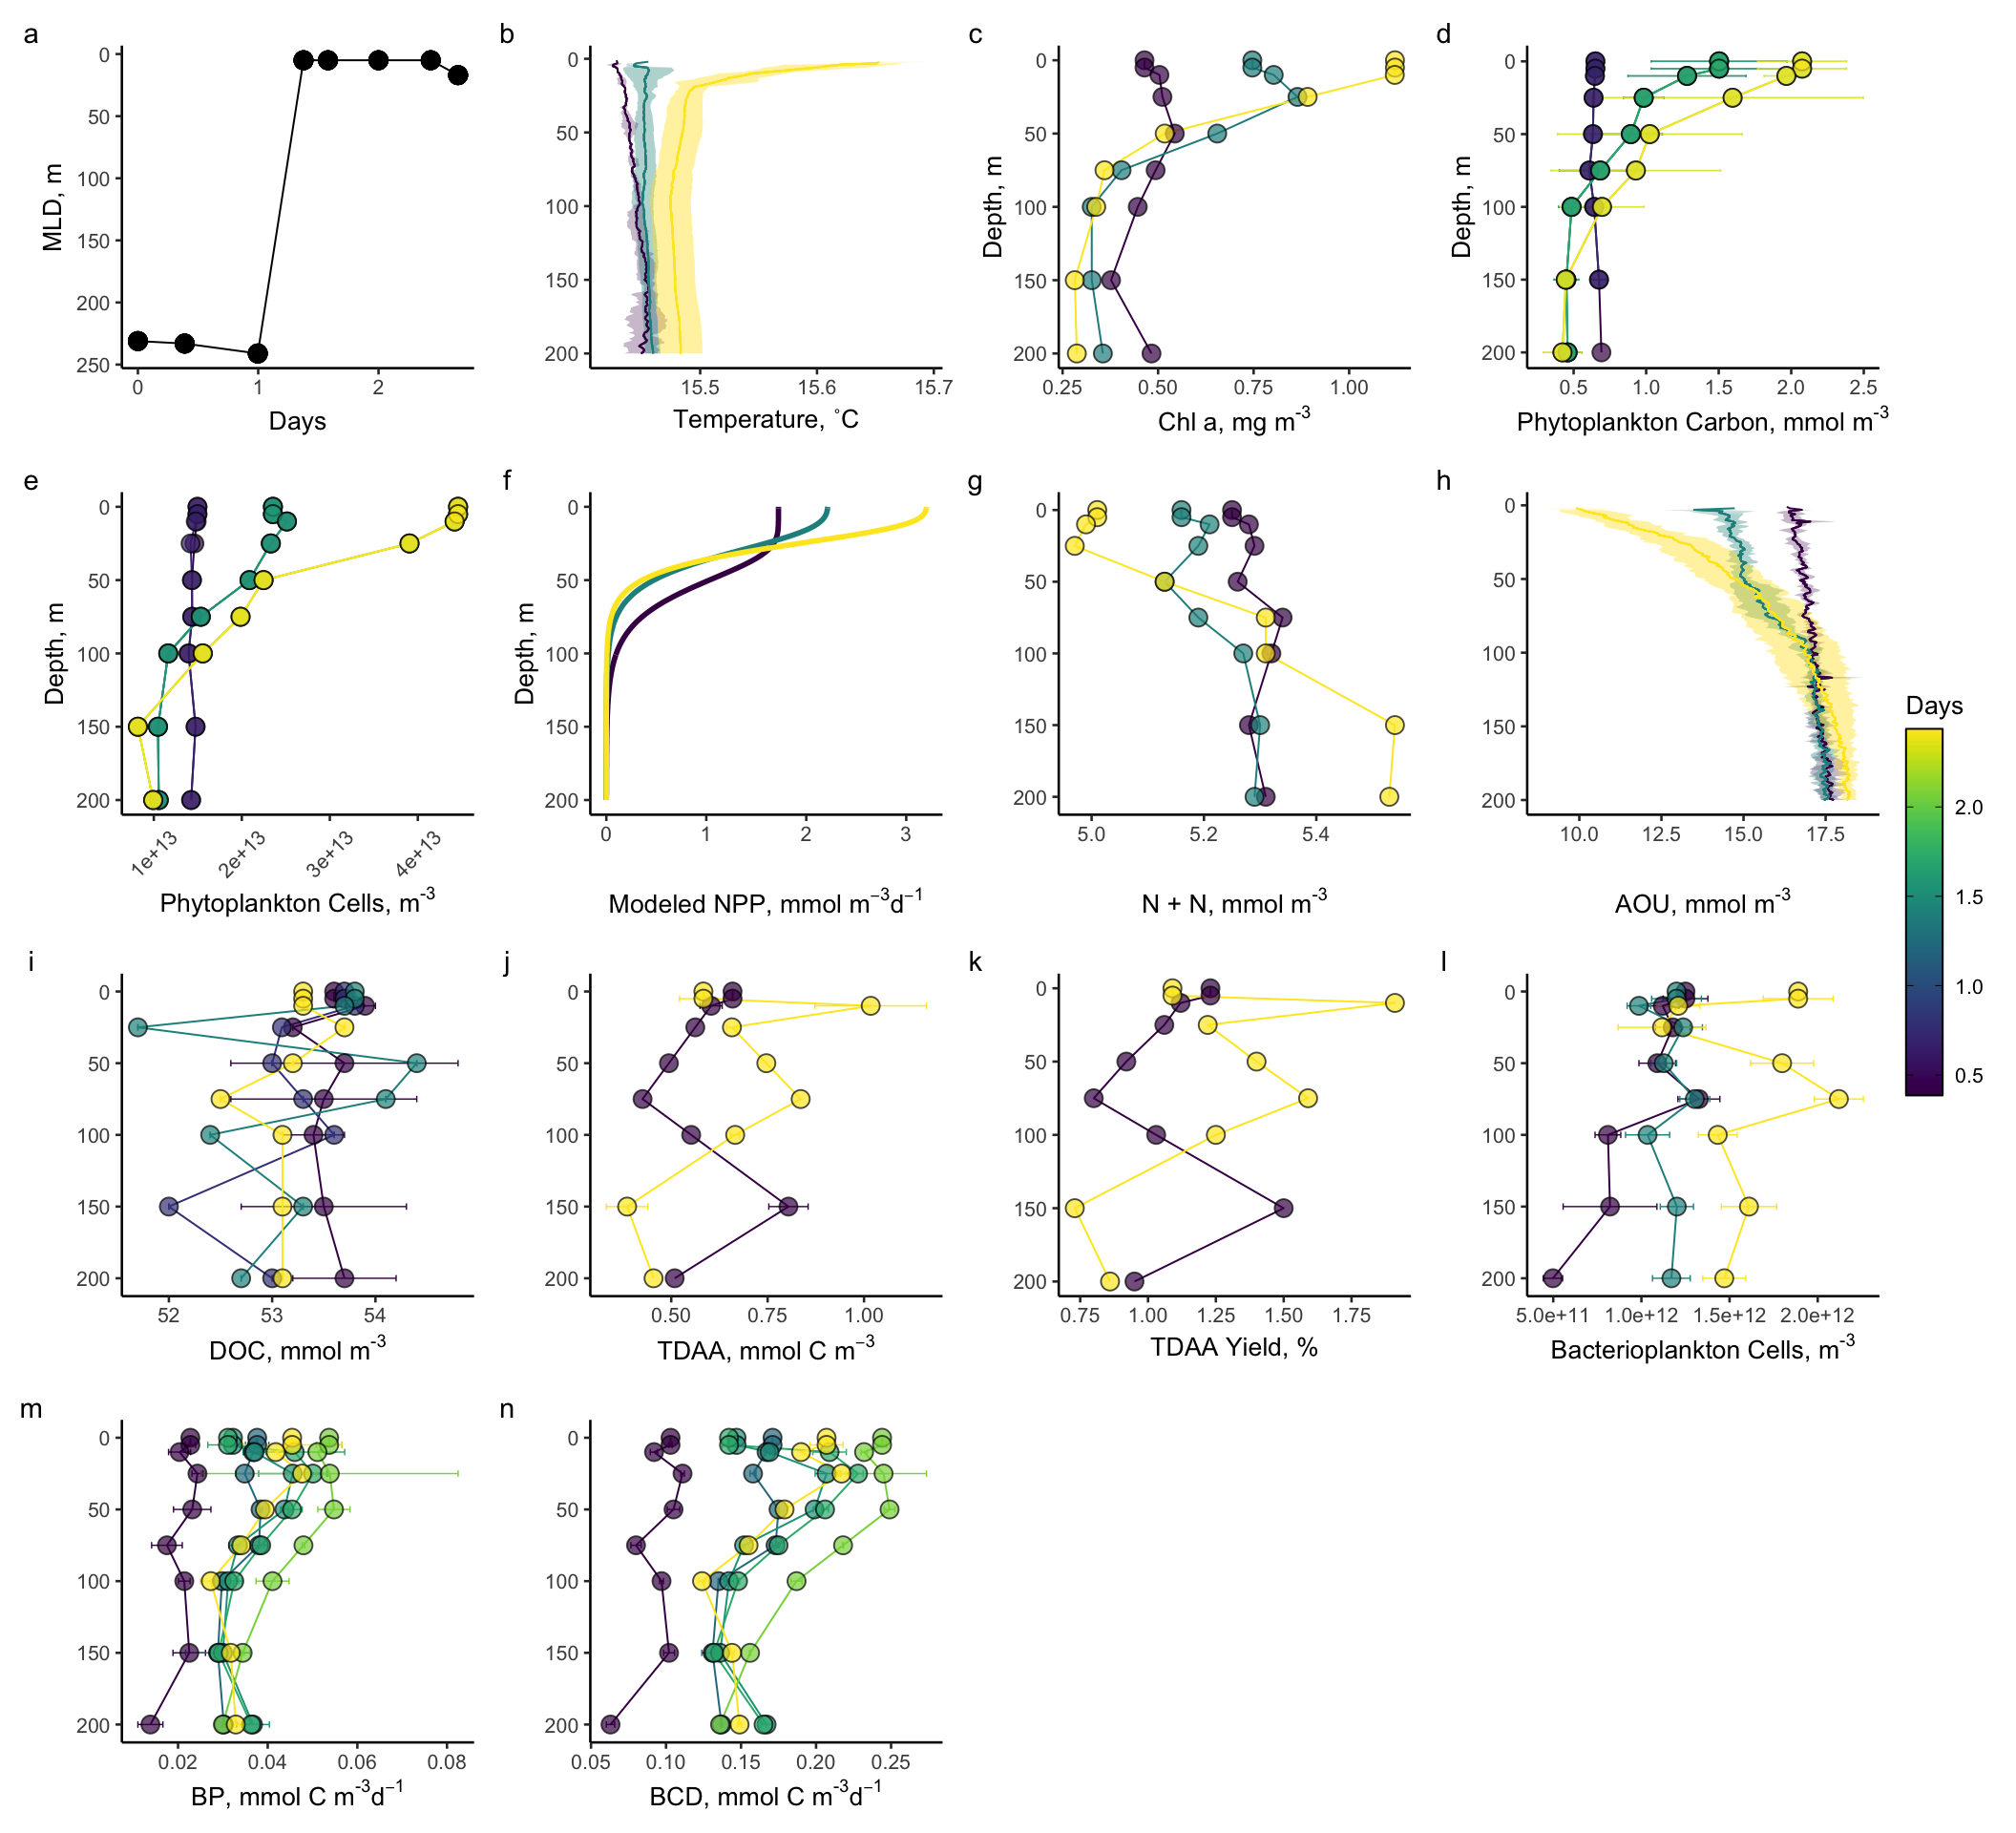 a
0
50
100
150
200
250
MLD, m
0 1 2
Days
b
0
50
100
150
200
15.5 15.6 15.7
Temperature, ˚C
c
0
50
100
150
200
Depth, m
0.25 0.50 0.75 1.00
Chl a, mg m⁻³
d
0
50
100
150
200
Depth, m
0.5 1.0 1.5 2.0 2.5
Phytoplankton Carbon, mmol m⁻³
e
0
50
100
150
200
Depth, m
1e+13 2e+13 3e+13 4e+13
Phytoplankton Cells, m⁻³
f
0
50
100
150
200
Depth, m
0 1 2 3
Modeled NPP, mmol m⁻³d⁻¹
g
0
50
100
150
200
5.0 5.2 5.4
N + N, mmol m⁻³
h
0
50
100
150
200
10.0 12.5 15.0 17.5
AOU, mmol m⁻³
Days
2.0
1.5
1.0
0.5
i
0
50
100
150
200
52 53 54
DOC, mmol m⁻³
j
0
50
100
150
200
0.50 0.75 1.00
TDAA, mmol C m⁻³
k
0
50
100
150
200
0.75 1.00 1.25 1.50 1.75
TDAA Yield, %
l
0
50
100
150
200
5.0e+11 1.0e+12 1.5e+12 2.0e+12
Bacterioplankton Cells, m⁻³
m
0
50
100
150
200
0.02 0.04 0.06 0.08
BP, mmol C m⁻³d⁻¹
n
0
50
100
150
200
0.05 0.10 0.15 0.20 0.25
BCD, mmol C m⁻³d⁻¹